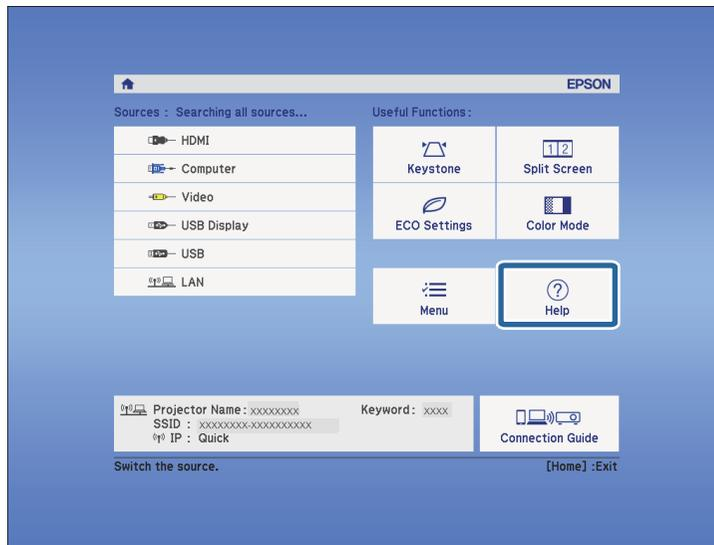 EPSON
Sources : Searching all sources...
HDMI
Computer
Video
USB Display
USB
LAN
Useful Functions :
Keystone
1 2
Split Screen
ECO Settings
Color Mode
Menu
?
Help
Projector Name : xxxxxxxx Keyword : xxxx
SSID : xxxxxxxx-xxxxxxxxxx
IP : Quick
Connection Guide
Switch the source. [Home] :Exit